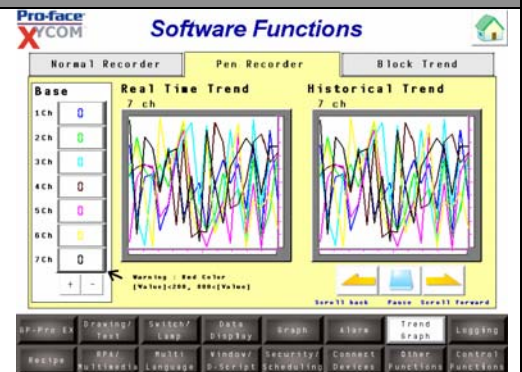 Pro-face
XYCOM
Software Functions
Normal Recorder
Pen Recorder
Block Trend
Base
1Ch 0
2Ch 0
3Ch 0
4Ch 0
5Ch 0
6Ch 0
7Ch 0
+ -
Real Time Trend
7 ch
Historical Trend
7 ch
Warning : Red Color
[Value]<200, 800<[Value]
Scroll back Pause Scroll forward
GP-Pro EX
Drawing/Text
Switch/Lamp
Data Display
Graph
Alarm
Trend Graph
Logging
Recipe
Multimedia
Multi Language
Window/D-Script
Security/Scheduling
Connect Devices
Other Functions
Control Functions